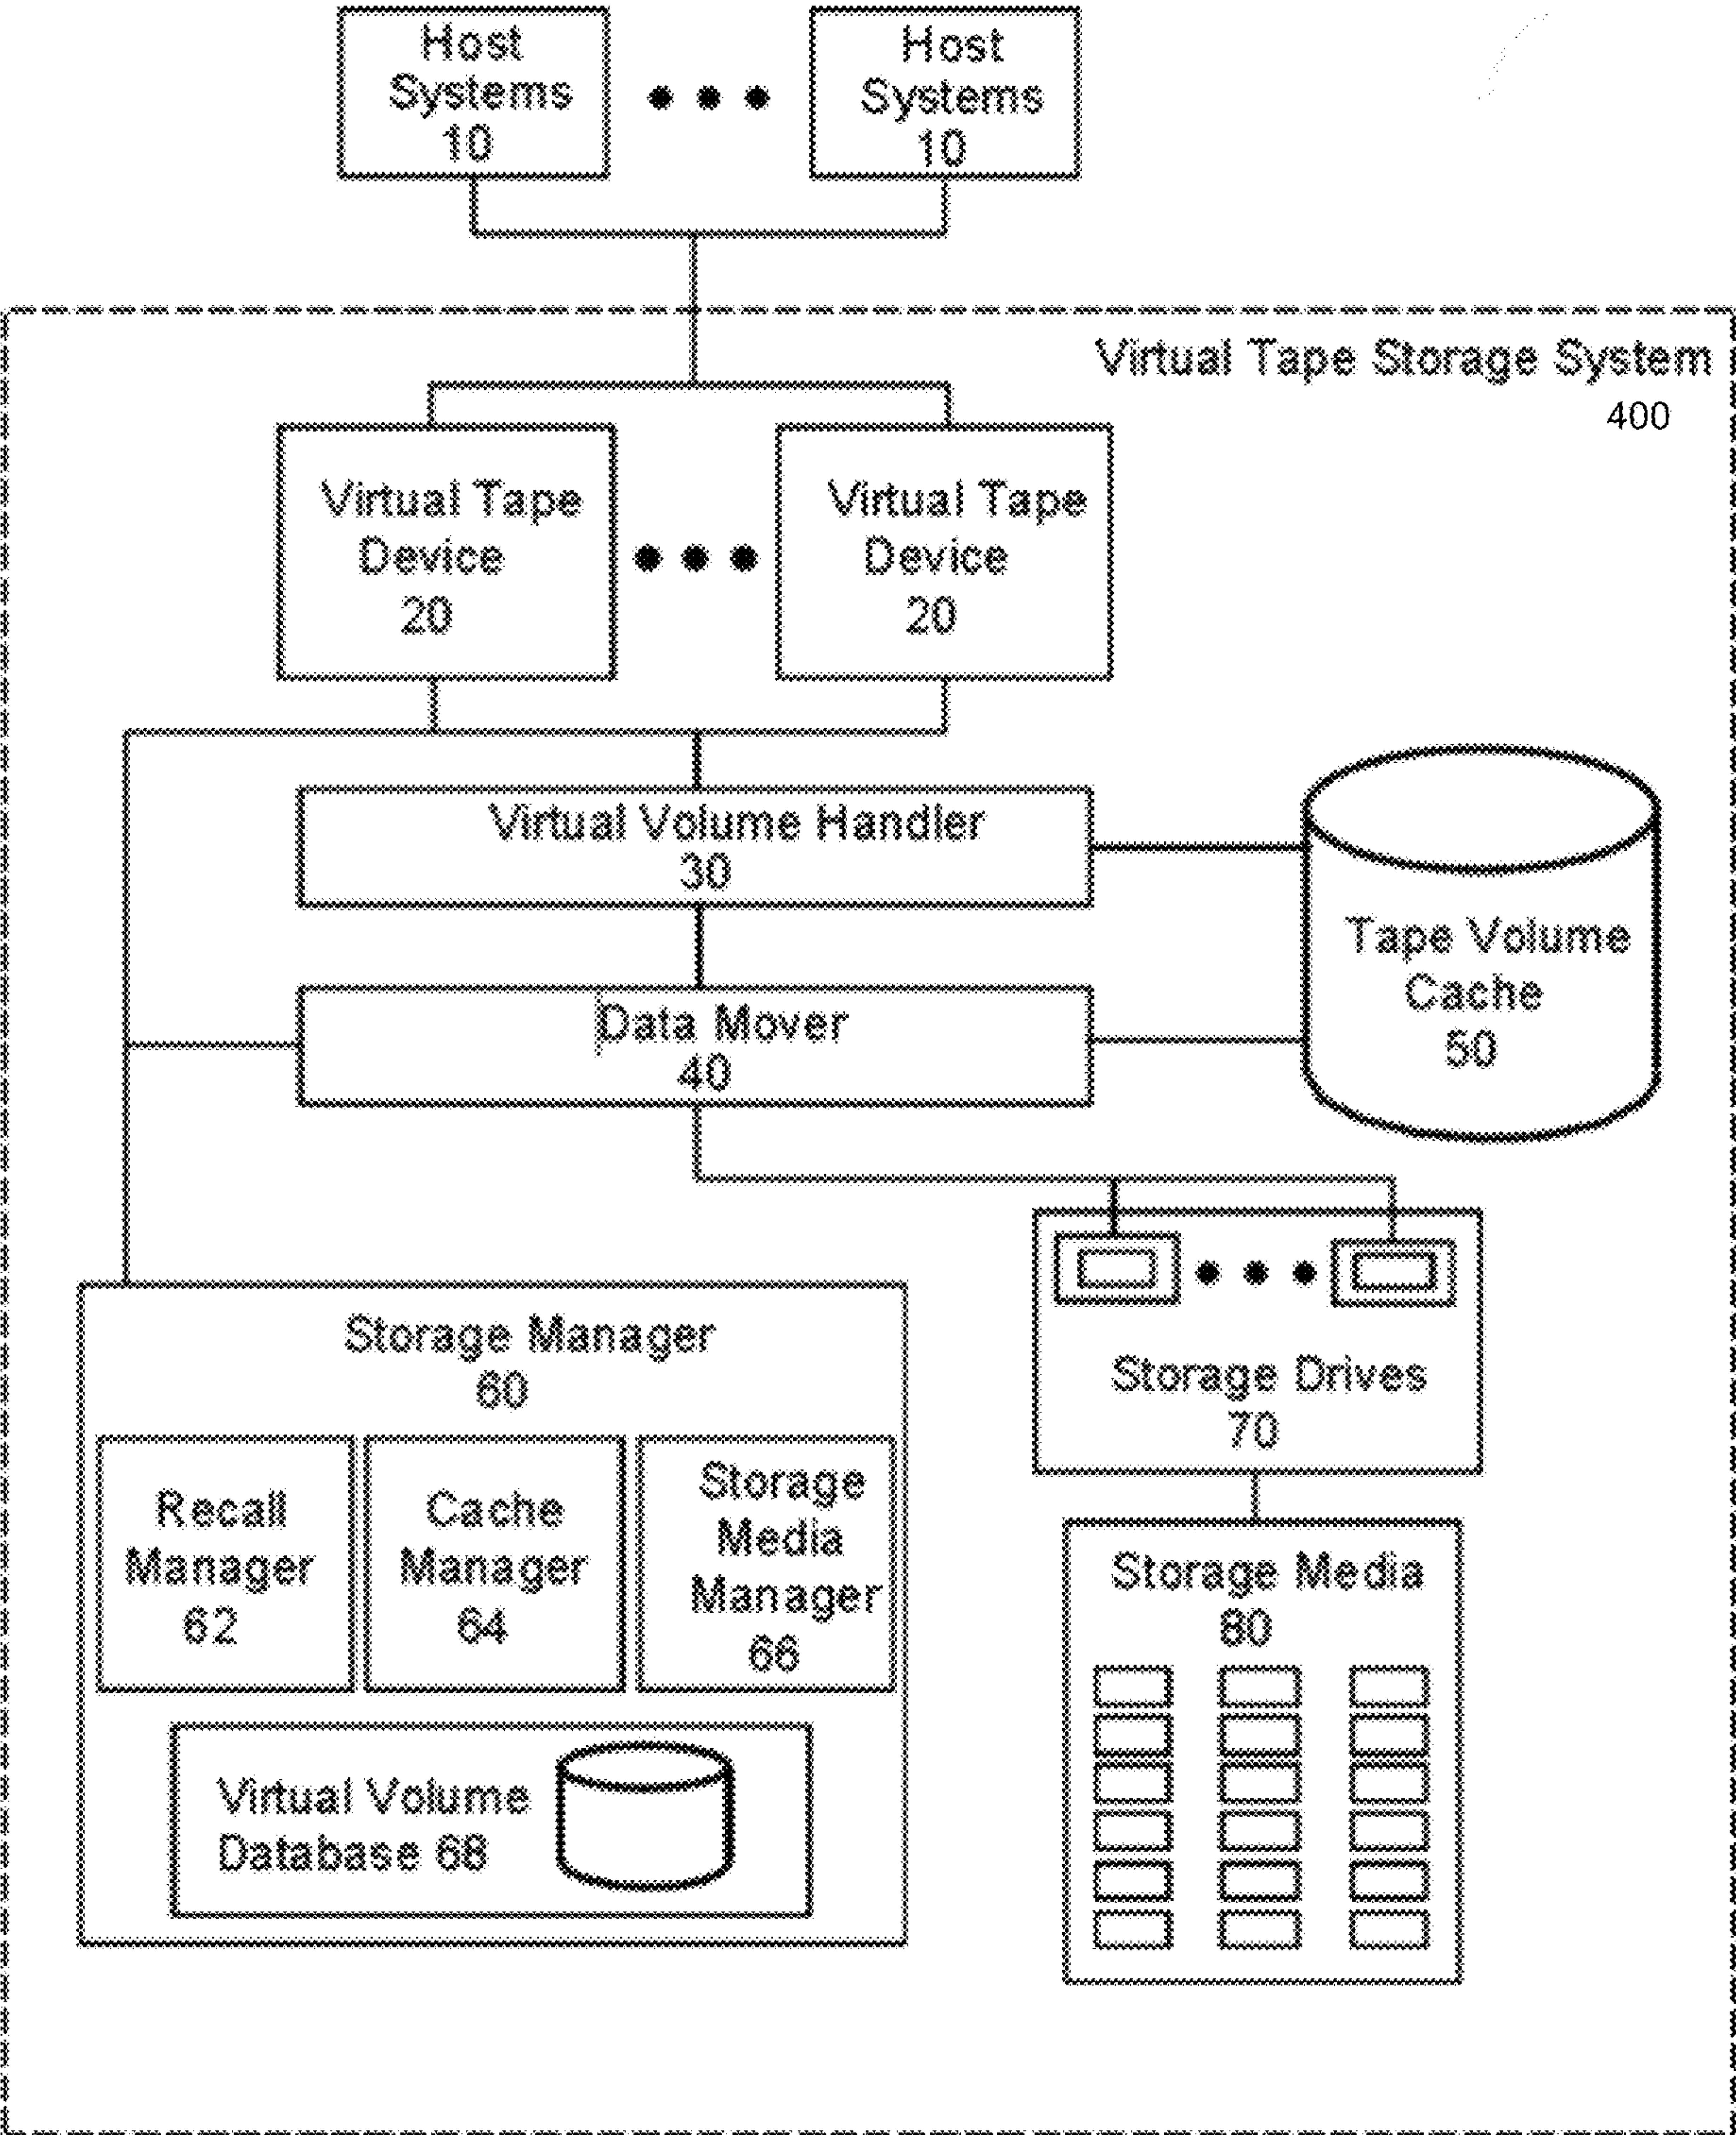 Host
Systems
10
Host
Systems
10
Virtual Tape Storage System
400
Virtual Tape
Device
20
Virtual Tape
Device
20
Virtual Volume Handler
30
Data Mover
40
Tape Volume
Cache
50
Storage Manager
60
Recall
Manager
62
Cache
Manager
64
Storage
Media
Manager
66
Virtual Volume
Database 68
Storage Drives
70
Storage Media
80